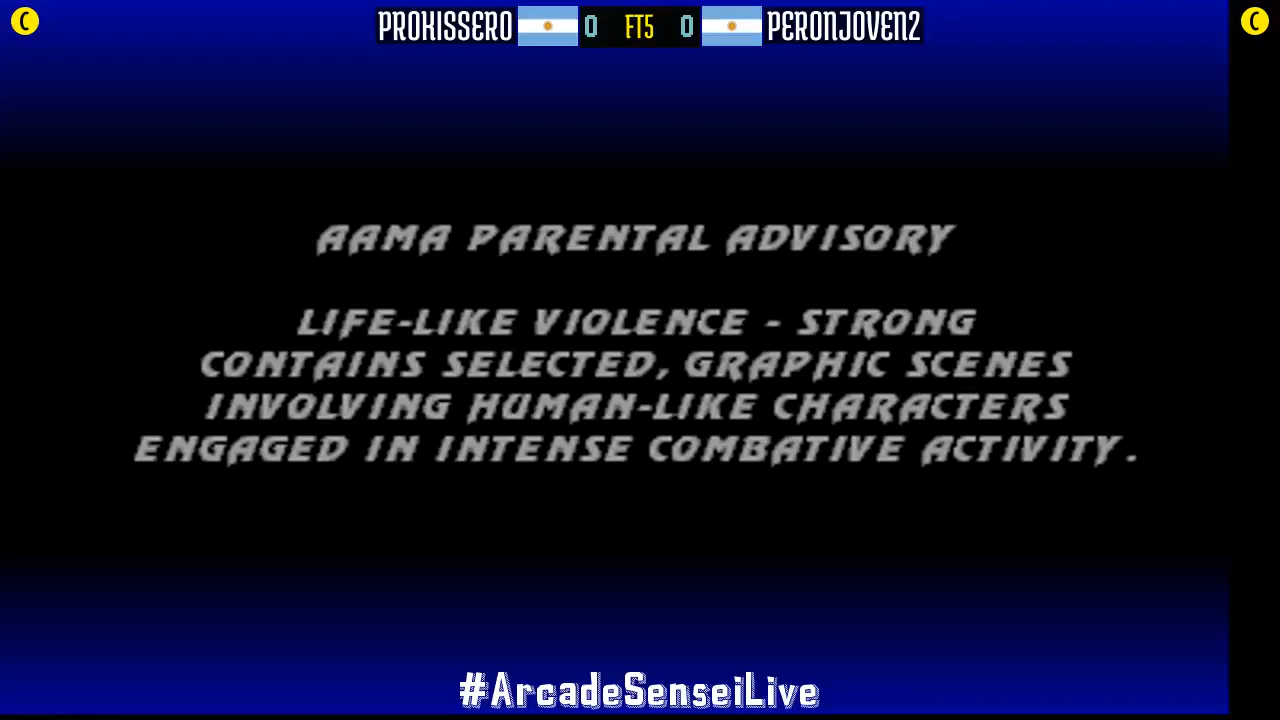 C PROKISSERO 0 FT5 0 PERONJOVEN2 C
AAMA PARENTAL ADVISORY
LIFE-LIKE VIOLENCE - STRONG
CONTAINS SELECTED, GRAPHIC SCENES
INVOLVING HUMAN-LIKE CHARACTERS
ENGAGED IN INTENSE COMBATIVE ACTIVITY.
#ArcadeSenseiLive